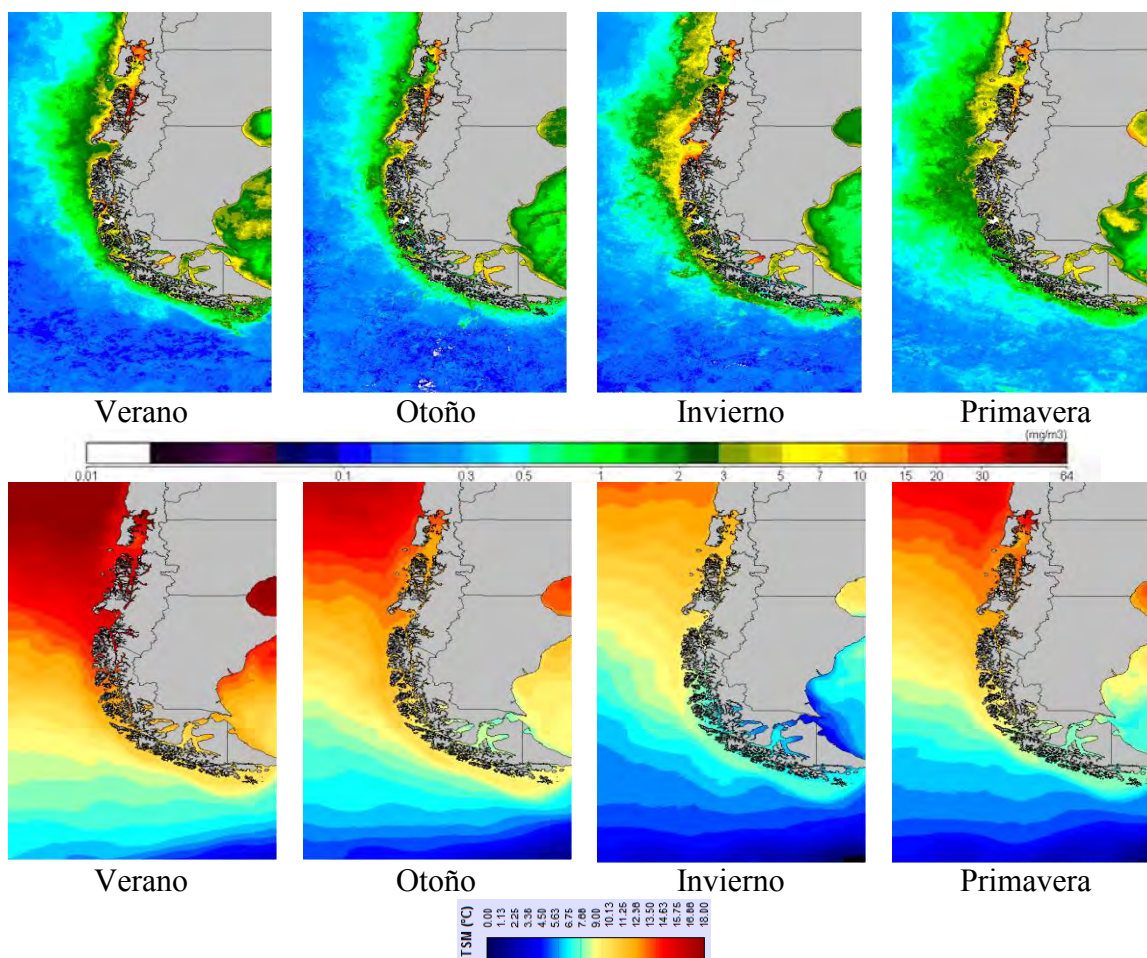 Verano Otoño Invierno Primavera
(mg/m3)
0.01 0.1 0.3 0.5 1 2 3 5 7 10 15 20 30 64
Verano Otoño Invierno Primavera
TSM (°C) 0.00 1.13 2.25 3.38 4.50 5.63 6.75 7.88 9.00 10.13 11.25 12.38 13.50 14.63 15.75 16.88 18.00